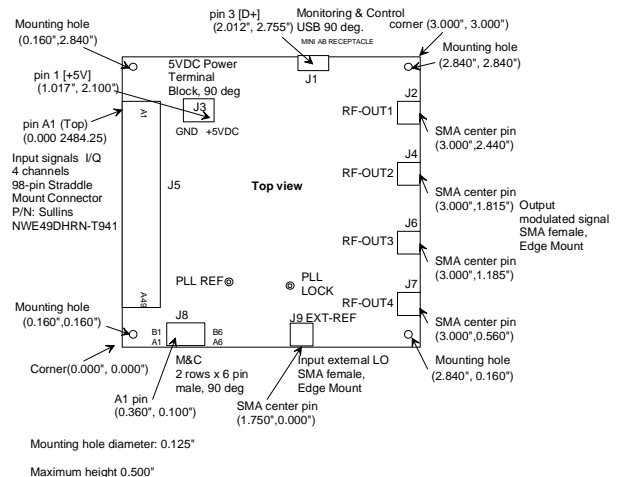 Mounting hole
(0.160",2.840")
pin 3 [D+]
(2.012", 2.755")
Monitoring & Control
USB 90 deg.
MINI AB RECEPTACLE
corner (3.000", 3.000")
Mounting hole
(2.840", 2.840")
pin 1 [+5V]
(1.017", 2.100")
5VDC Power
Terminal
Block, 90 deg
J3
GND +5VDC
J1
J2
RF-OUT1
SMA center pin
(3.000",2.440")
pin A1 (Top)
(0.000 2484.25)
A1
Input signals I/Q
4 channels
98-pin Straddle
Mount Connector
P/N: Sullins
NWE49DHRN-T941
J5
Top view
J4
RF-OUT2
SMA center pin
(3.000",1.815")
Output
modulated signal
SMA female,
Edge Mount
J6
RF-OUT3
SMA center pin
(3.000",1.185")
PLL REF
PLL
LOCK
A49
J7
RF-OUT4
SMA center pin
(3.000",0.560")
Mounting hole
(0.160",0.160")
J8
B1
A1
B6
A6
J9 EXT-REF
Corner(0.000", 0.000")
M&C
2 rows x 6 pin
male, 90 deg
Input external LO
SMA female,
Edge Mount
Mounting hole
(2.840", 0.160")
A1 pin
(0.360", 0.100")
SMA center pin
(1.750",0.000")
Mounting hole diameter: 0.125"
Maximum height 0.500"